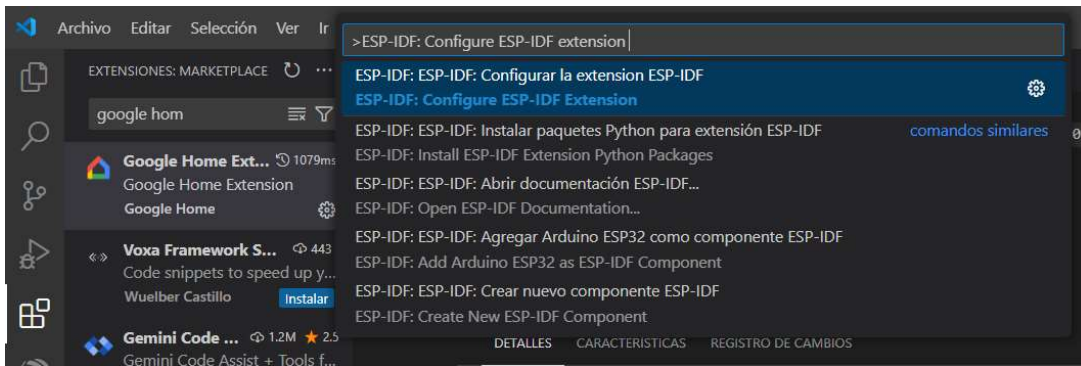 Archivo Editar Selección Ver Ir
>ESP-IDF: Configure ESP-IDF extension
EXTENSIONES: MARKETPLACE
google hom
Google Home Ext... 1079ms
Google Home Extension
Google Home
Voxa Framework S... 443
Code snippets to speed up y...
Wuelber Castillo Instalar
Gemini Code ... 1.2M 2.5
Gemini Code Assist + Tools f...
ESP-IDF: ESP-IDF: Configurar la extension ESP-IDF
ESP-IDF: Configure ESP-IDF Extension
ESP-IDF: ESP-IDF: Instalar paquetes Python para extensión ESP-IDF comandos similares
ESP-IDF: Install ESP-IDF Extension Python Packages
ESP-IDF: ESP-IDF: Abrir documentación ESP-IDF...
ESP-IDF: Open ESP-IDF Documentation...
ESP-IDF: ESP-IDF: Agregar Arduino ESP32 como componente ESP-IDF
ESP-IDF: Add Arduino ESP32 as ESP-IDF Component
ESP-IDF: ESP-IDF: Crear nuevo componente ESP-IDF
ESP-IDF: Create New ESP-IDF Component
DETALLES CARACTERÍSTICAS REGISTRO DE CAMBIOS